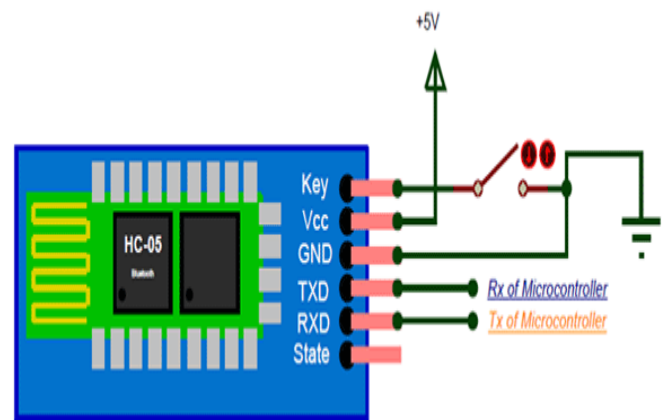 +5V
Key
Vcc
GND
TXD
RXD
State
HC-05
Bluetooth
Rx of Microcontroller
Tx of Microcontroller